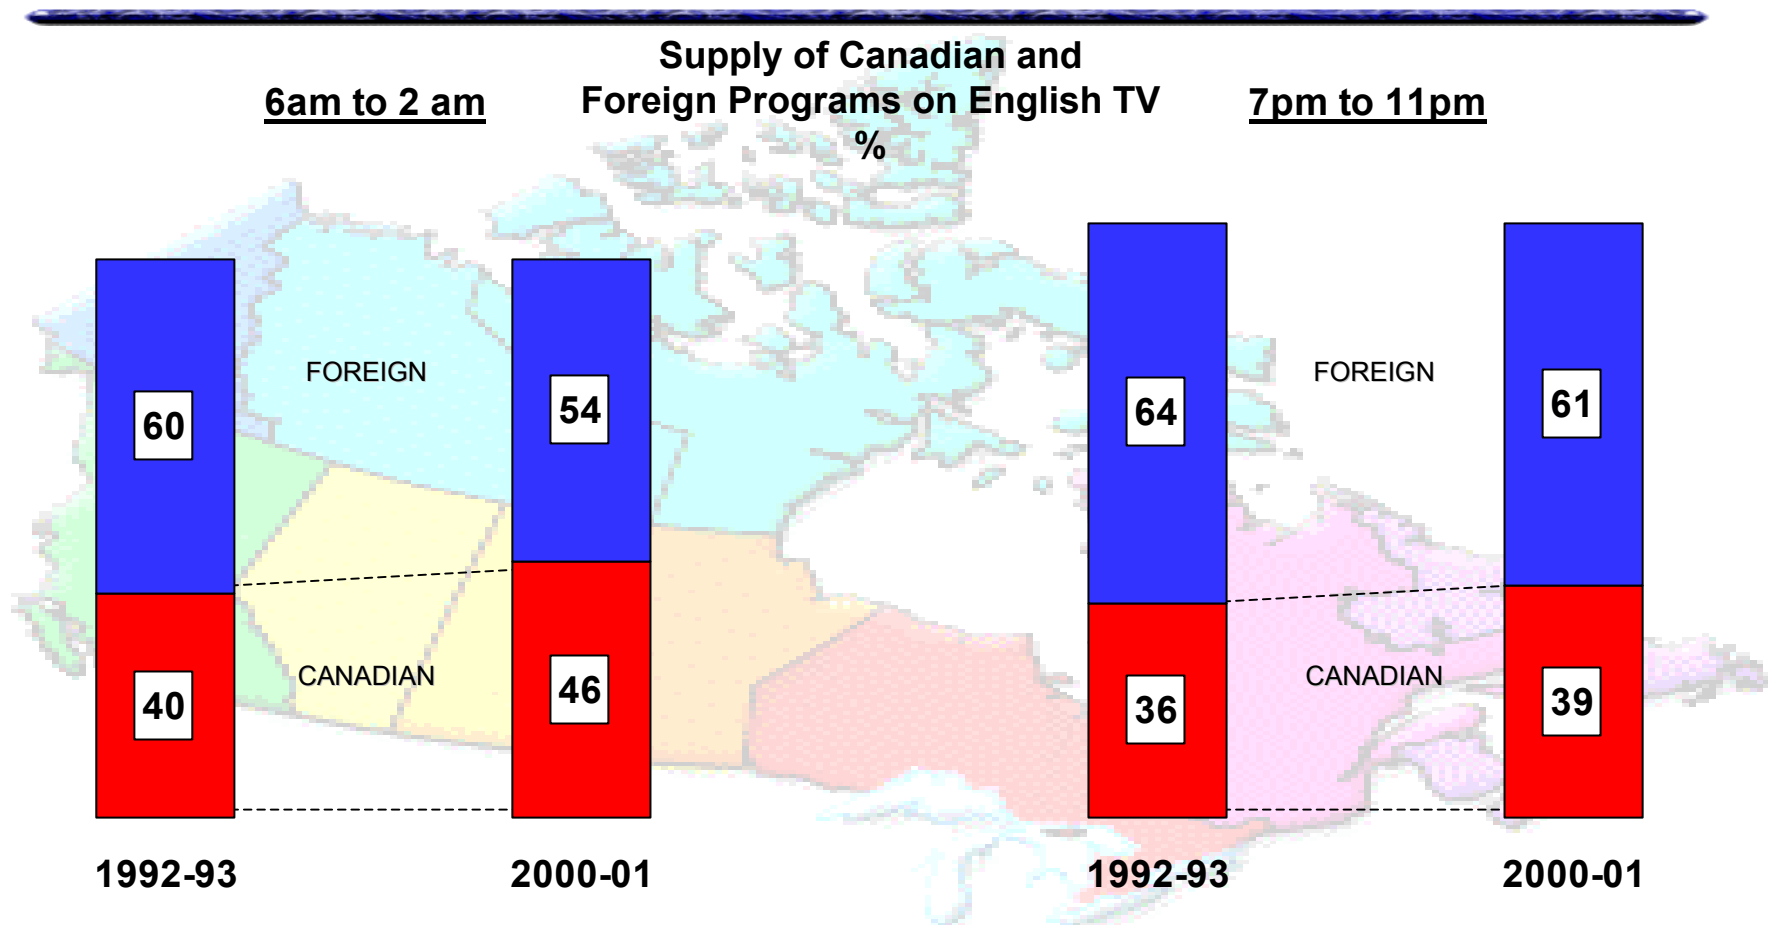 Supply of Canadian and
Foreign Programs on English TV
%
6am to 2 am
7pm to 11pm
FOREIGN
60
54
CANADIAN
40
46
1992-93
2000-01
FOREIGN
64
61
CANADIAN
36
39
1992-93
2000-01